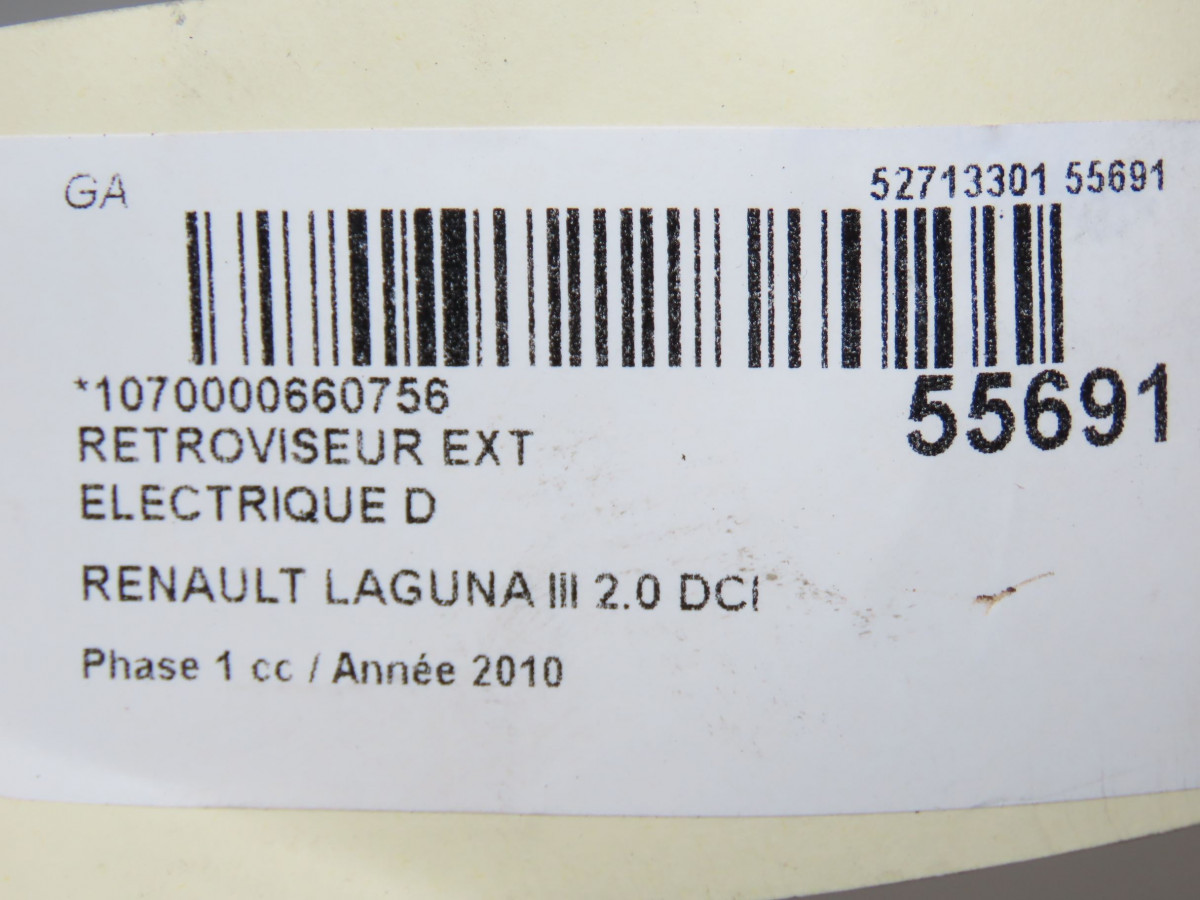 GA
52713301 55691
*1070000660756
55691
RETROVISEUR EXT
ELECTRIQUE D
RENAULT LAGUNA III 2.0 DCI
Phase 1 cc / Année 2010